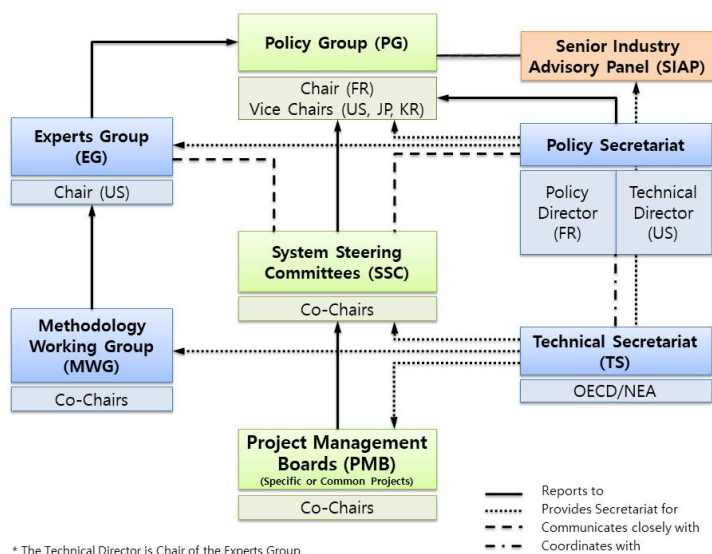 Policy Group (PG)
Chair (FR)
Vice Chairs (US, JP, KR)
Senior Industry
Advisory Panel (SIAP)
Experts Group
(EG)
Chair (US)
Policy Secretariat
Policy
Director
(FR)
Technical
Director
(US)
System Steering
Committees (SSC)
Co-Chairs
Methodology
Working Group
(MWG)
Co-Chairs
Technical Secretariat
(TS)
OECD/NEA
Project Management
Boards (PMB)
(Specific or Common Projects)
Co-Chairs
Reports to
Provides Secretariat for
Communicates closely with
Coordinates with
* The Technical Director is Chair of the Experts Group